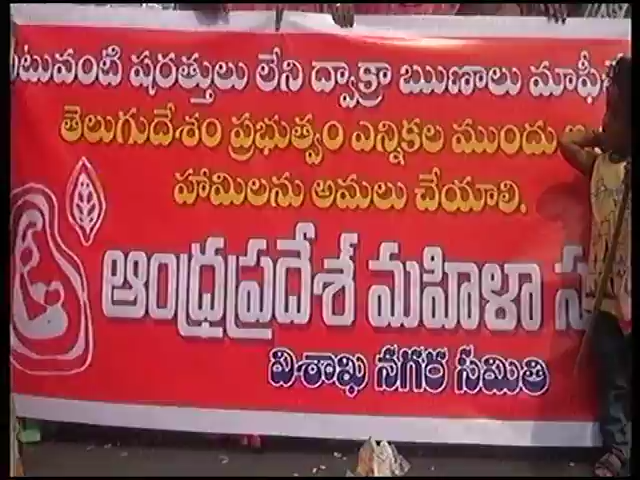 టువంటి షరత్తులు లేని ద్వాక్రా ఋణాలు మాఫీ
తెలుగుదేశం ప్రభుత్వం ఎన్నికల ముందు
హామిలను అమలు చేయాలి.
ఆంధ్రప్రదేశ్ మహిళా
విశాఖ నగర సమితి